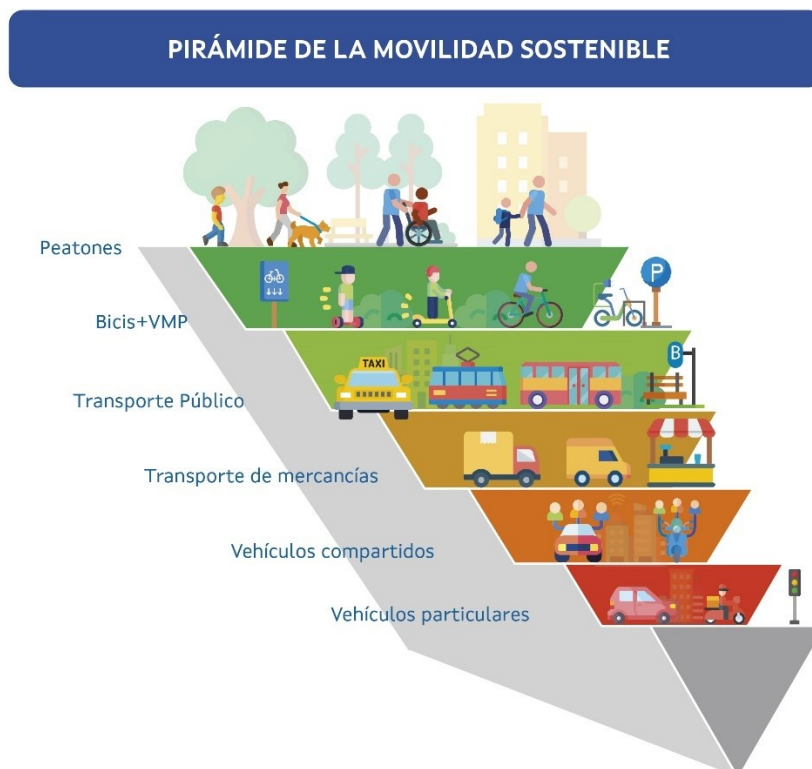 PIRÁMIDE DE LA MOVILIDAD SOSTENIBLE
Peatones
P
Bicis+VMP
TAXI
B
Transporte Público
Transporte de mercancías
Vehículos compartidos
Vehículos particulares